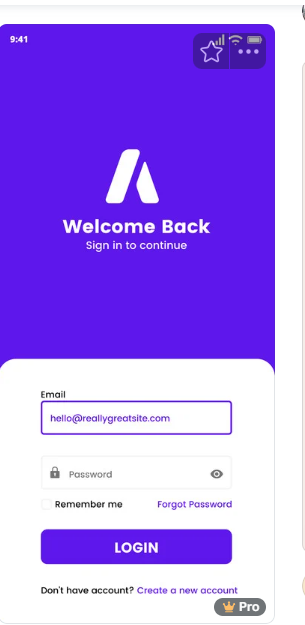 9:41
Welcome Back
Sign in to continue
Email
hello@reallygreatsite.com
Password
Remember me Forgot Password
LOGIN
Don't have account? Create a new account
Pro